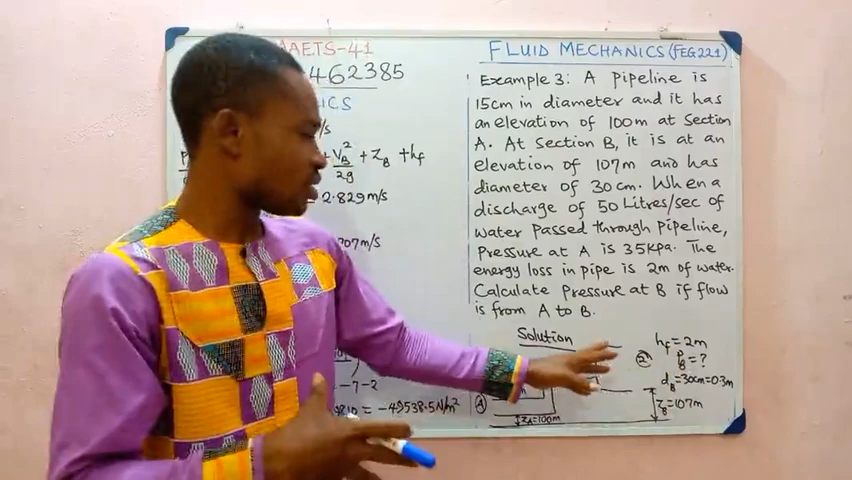 AAETS-41
FLUID MECHANICS (FEG221)
462385
ICS
/s
+ V_B²/2g + Z_B + h_f
2.829m/s
707m/s
-7-2
9810 = -49538.5N/m²
Example 3: A pipeline is
15cm in diameter and it has
an elevation of 100m at Section
A. At Section B, it is at an
elevation of 107m and has
diameter of 30cm. When a
discharge of 50 Litres/sec of
water passed through Pipeline,
Pressure at A is 35kPa. The
energy loss in pipe is 2m of water.
Calculate Pressure at B if flow
is from A to B.
Solution
h_f=2m
P_B=?
d_B=30cm=0.3m
Z_B=107m
A
Z_A=100m